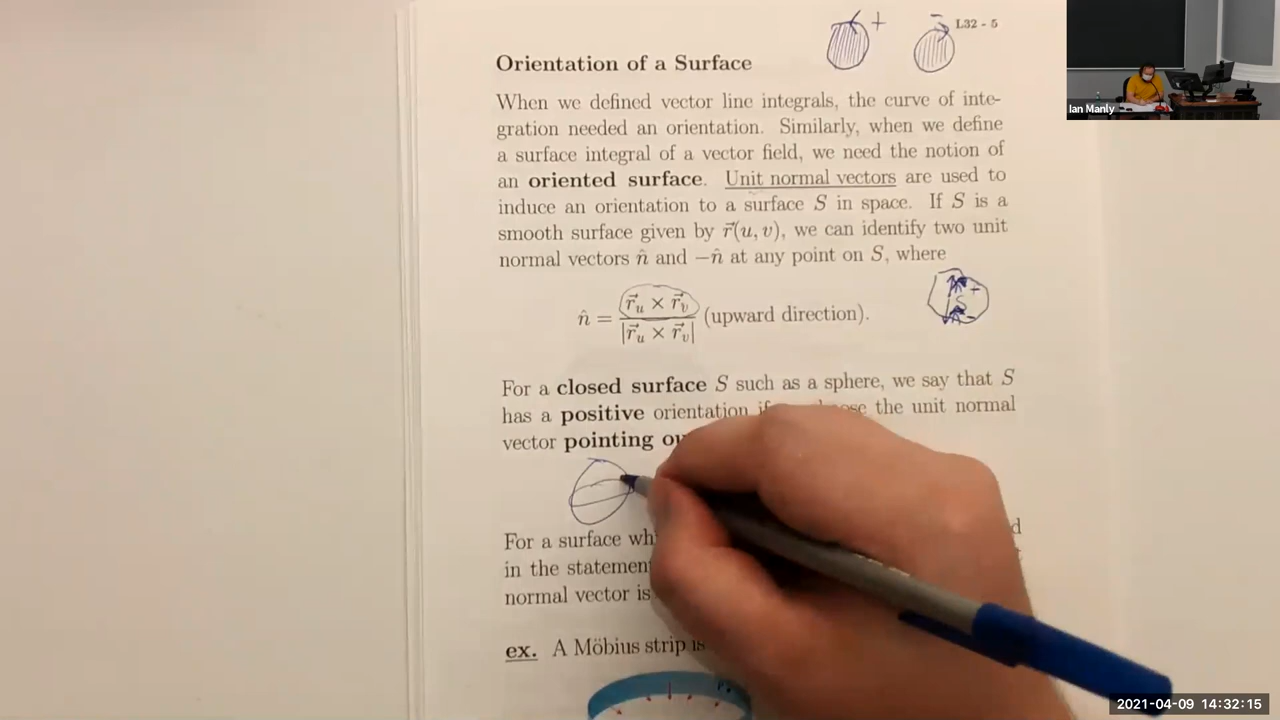 +
-
L32 - 5
Orientation of a Surface
Ian Manly
When we defined vector line integrals, the curve of inte-
gration needed an orientation. Similarly, when we define
a surface integral of a vector field, we need the notion of
an oriented surface. Unit normal vectors are used to
induce an orientation to a surface S in space. If S is a
smooth surface given by r⃗(u, v), we can identify two unit
normal vectors n̂ and −n̂ at any point on S, where
n̂ = r⃗ᵤ × r⃗ᵥ / |r⃗ᵤ × r⃗ᵥ| (upward direction).
+
S
For a closed surface S such as a sphere, we say that S
has a positive orientation the unit normal
vector pointing
For a surface
in the statement
normal vector is
ex. A Möbius strip is
2021-04-09 14:32:15